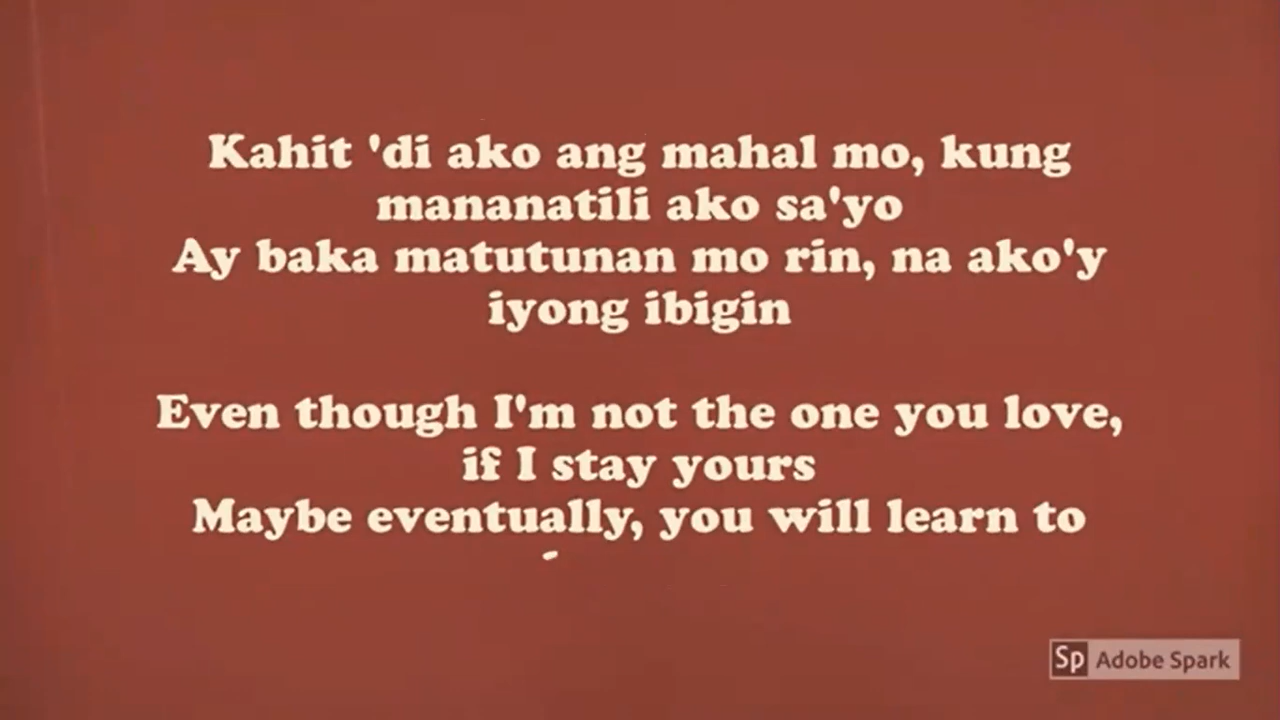 Kahit 'di ako ang mahal mo, kung
mananatili ako sa'yo
Ay baka matutunan mo rin, na ako'y
iyong ibigin
Even though I'm not the one you love,
if I stay yours
Maybe eventually, you will learn to
Sp Adobe Spark